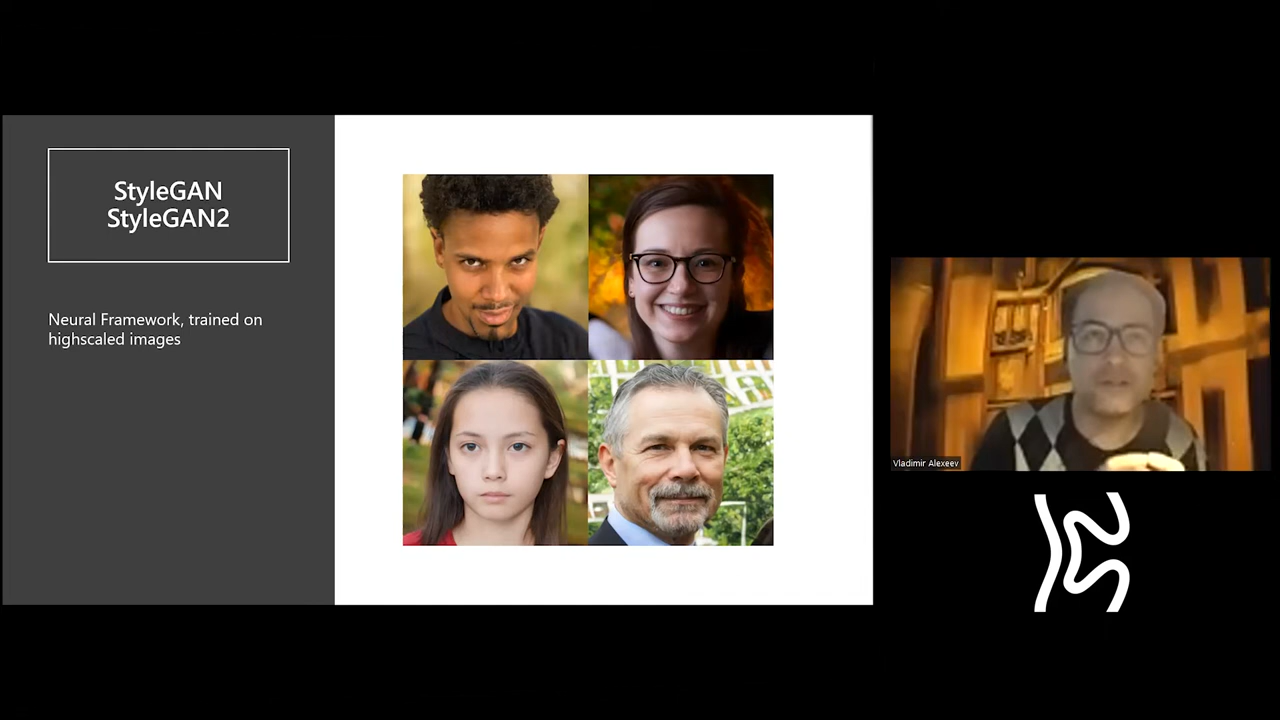 StyleGAN
StyleGAN2
Neural Framework, trained on
highscaled images
Vladimir Alexeev